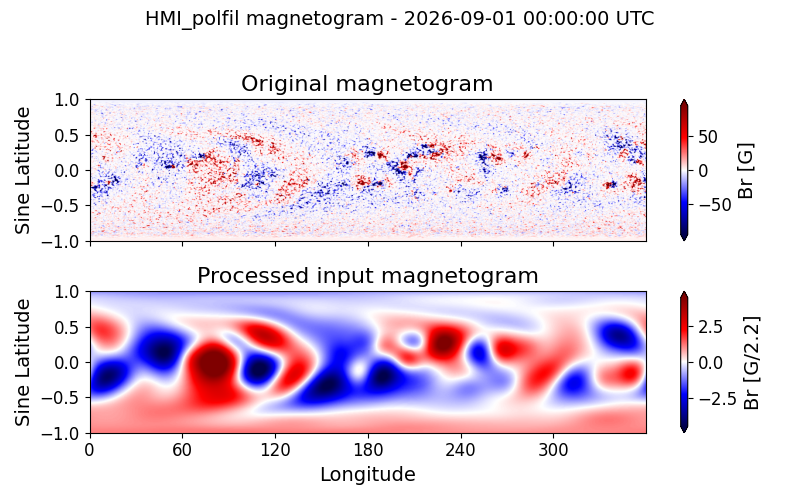 HMI_polfil magnetogram - 2026-09-01 00:00:00 UTC
Original magnetogram
Sine Latitude
1.0
0.5
0.0
−0.5
−1.0
50
0
−50
Br [G]
Processed input magnetogram
Sine Latitude
1.0
0.5
0.0
−0.5
−1.0
0
60
120
180
240
300
Longitude
2.5
0.0
−2.5
Br [G/2.2]